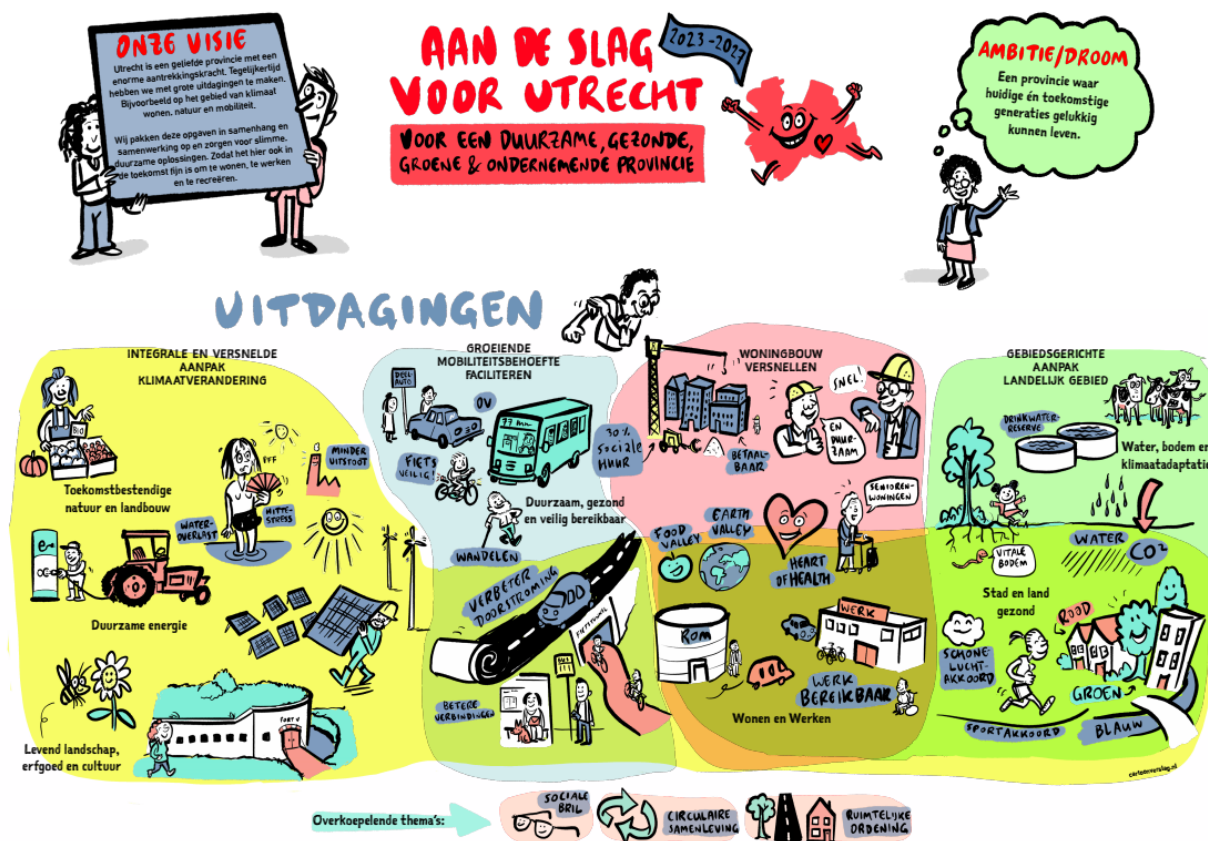 ONZE VISIE
Utrecht is een geliefde provincie met een
enorme aantrekkingskracht. Tegelijkertijd
hebben we met grote uitdagingen te maken.
Bijvoorbeeld op het gebied van klimaat
wonen, natuur en mobiliteit.
Wij pakken deze opgaven in samenhang en
samenwerking op en zorgen voor slimme,
duurzame oplossingen. Zodat het hier ook in
de toekomst fijn is om te wonen, te werken
en te recreëren.
AAN DE SLAG
VOOR UTRECHT
2023-2027
VOOR EEN DUURZAME, GEZONDE,
GROENE & ONDERNEMENDE PROVINCIE
AMBITIE/DROOM
Een provincie waar
huidige én toekomstige
generaties gelukkig
kunnen leven.
UITDAGINGEN
INTEGRALE EN VERSNELDE
AANPAK
KLIMAATVERANDERING
BIO
PFF
MINDER
UITSTOOT
Toekomstbestendige
natuur en landbouw
WATER-
OVERLAST
HITTE-
STRESS
e-
Duurzame energie
Levend landschap,
erfgoed en cultuur
FORT
GROEIENDE
MOBILITEITSBEHOEFTE
FACILITEREN
DEEL
AUTO
OV
77
FIETS
VEILIG!
Duurzaam, gezond
en veilig bereikbaar
WANDELEN
VERBETER
DOORSTROMING
BETERE
VERBINDINGEN
WONINGBOUW
VERSNELLEN
SNEL!
EN
DUUR-
ZAAM
30%
SOCIALE
HUUR
BETAAL-
BAAR
SENIOREN-
WONINGEN
FOOD
VALLEY
EARTH
VALLEY
HEART
OF HEALTH
WERK
WERK
BEREIKBAAR
Wonen en Werken
GEBIEDSGERICHTE
AANPAK
LANDELIJK GEBIED
DRINKWATER-
RESERVE
Water, bodem en
klimaatadaptatie
WATER
CO²
VITALE
BODEM
Stad en land
gezond
ROOD
SCHONE-
LUCHT-
AKKOORD
GROEN
SPORTAKKOORD
BLAUW
cartoonverslag.nl
Overkoepelende thema's:
SOCIALE
BRIL
CIRCULAIRE
SAMENLEVING
RUIMTELIJKE
ORDENING